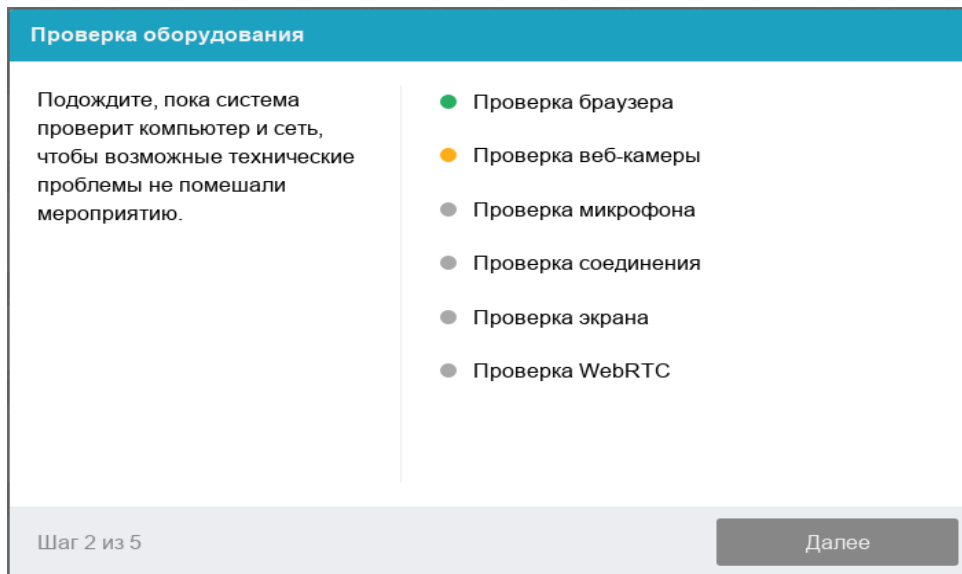 Проверка оборудования
Подождите, пока система
проверит компьютер и сеть,
чтобы возможные технические
проблемы не помешали
мероприятию.
Проверка браузера
Проверка веб-камеры
Проверка микрофона
Проверка соединения
Проверка экрана
Проверка WebRTC
Шаг 2 из 5
Далее